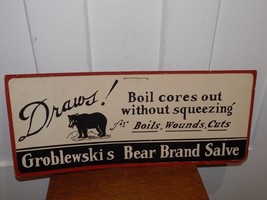 Draws!
Boil cores out
without squeezing
for Boils, Wounds, Cuts
Groblewski's Bear Brand Salve